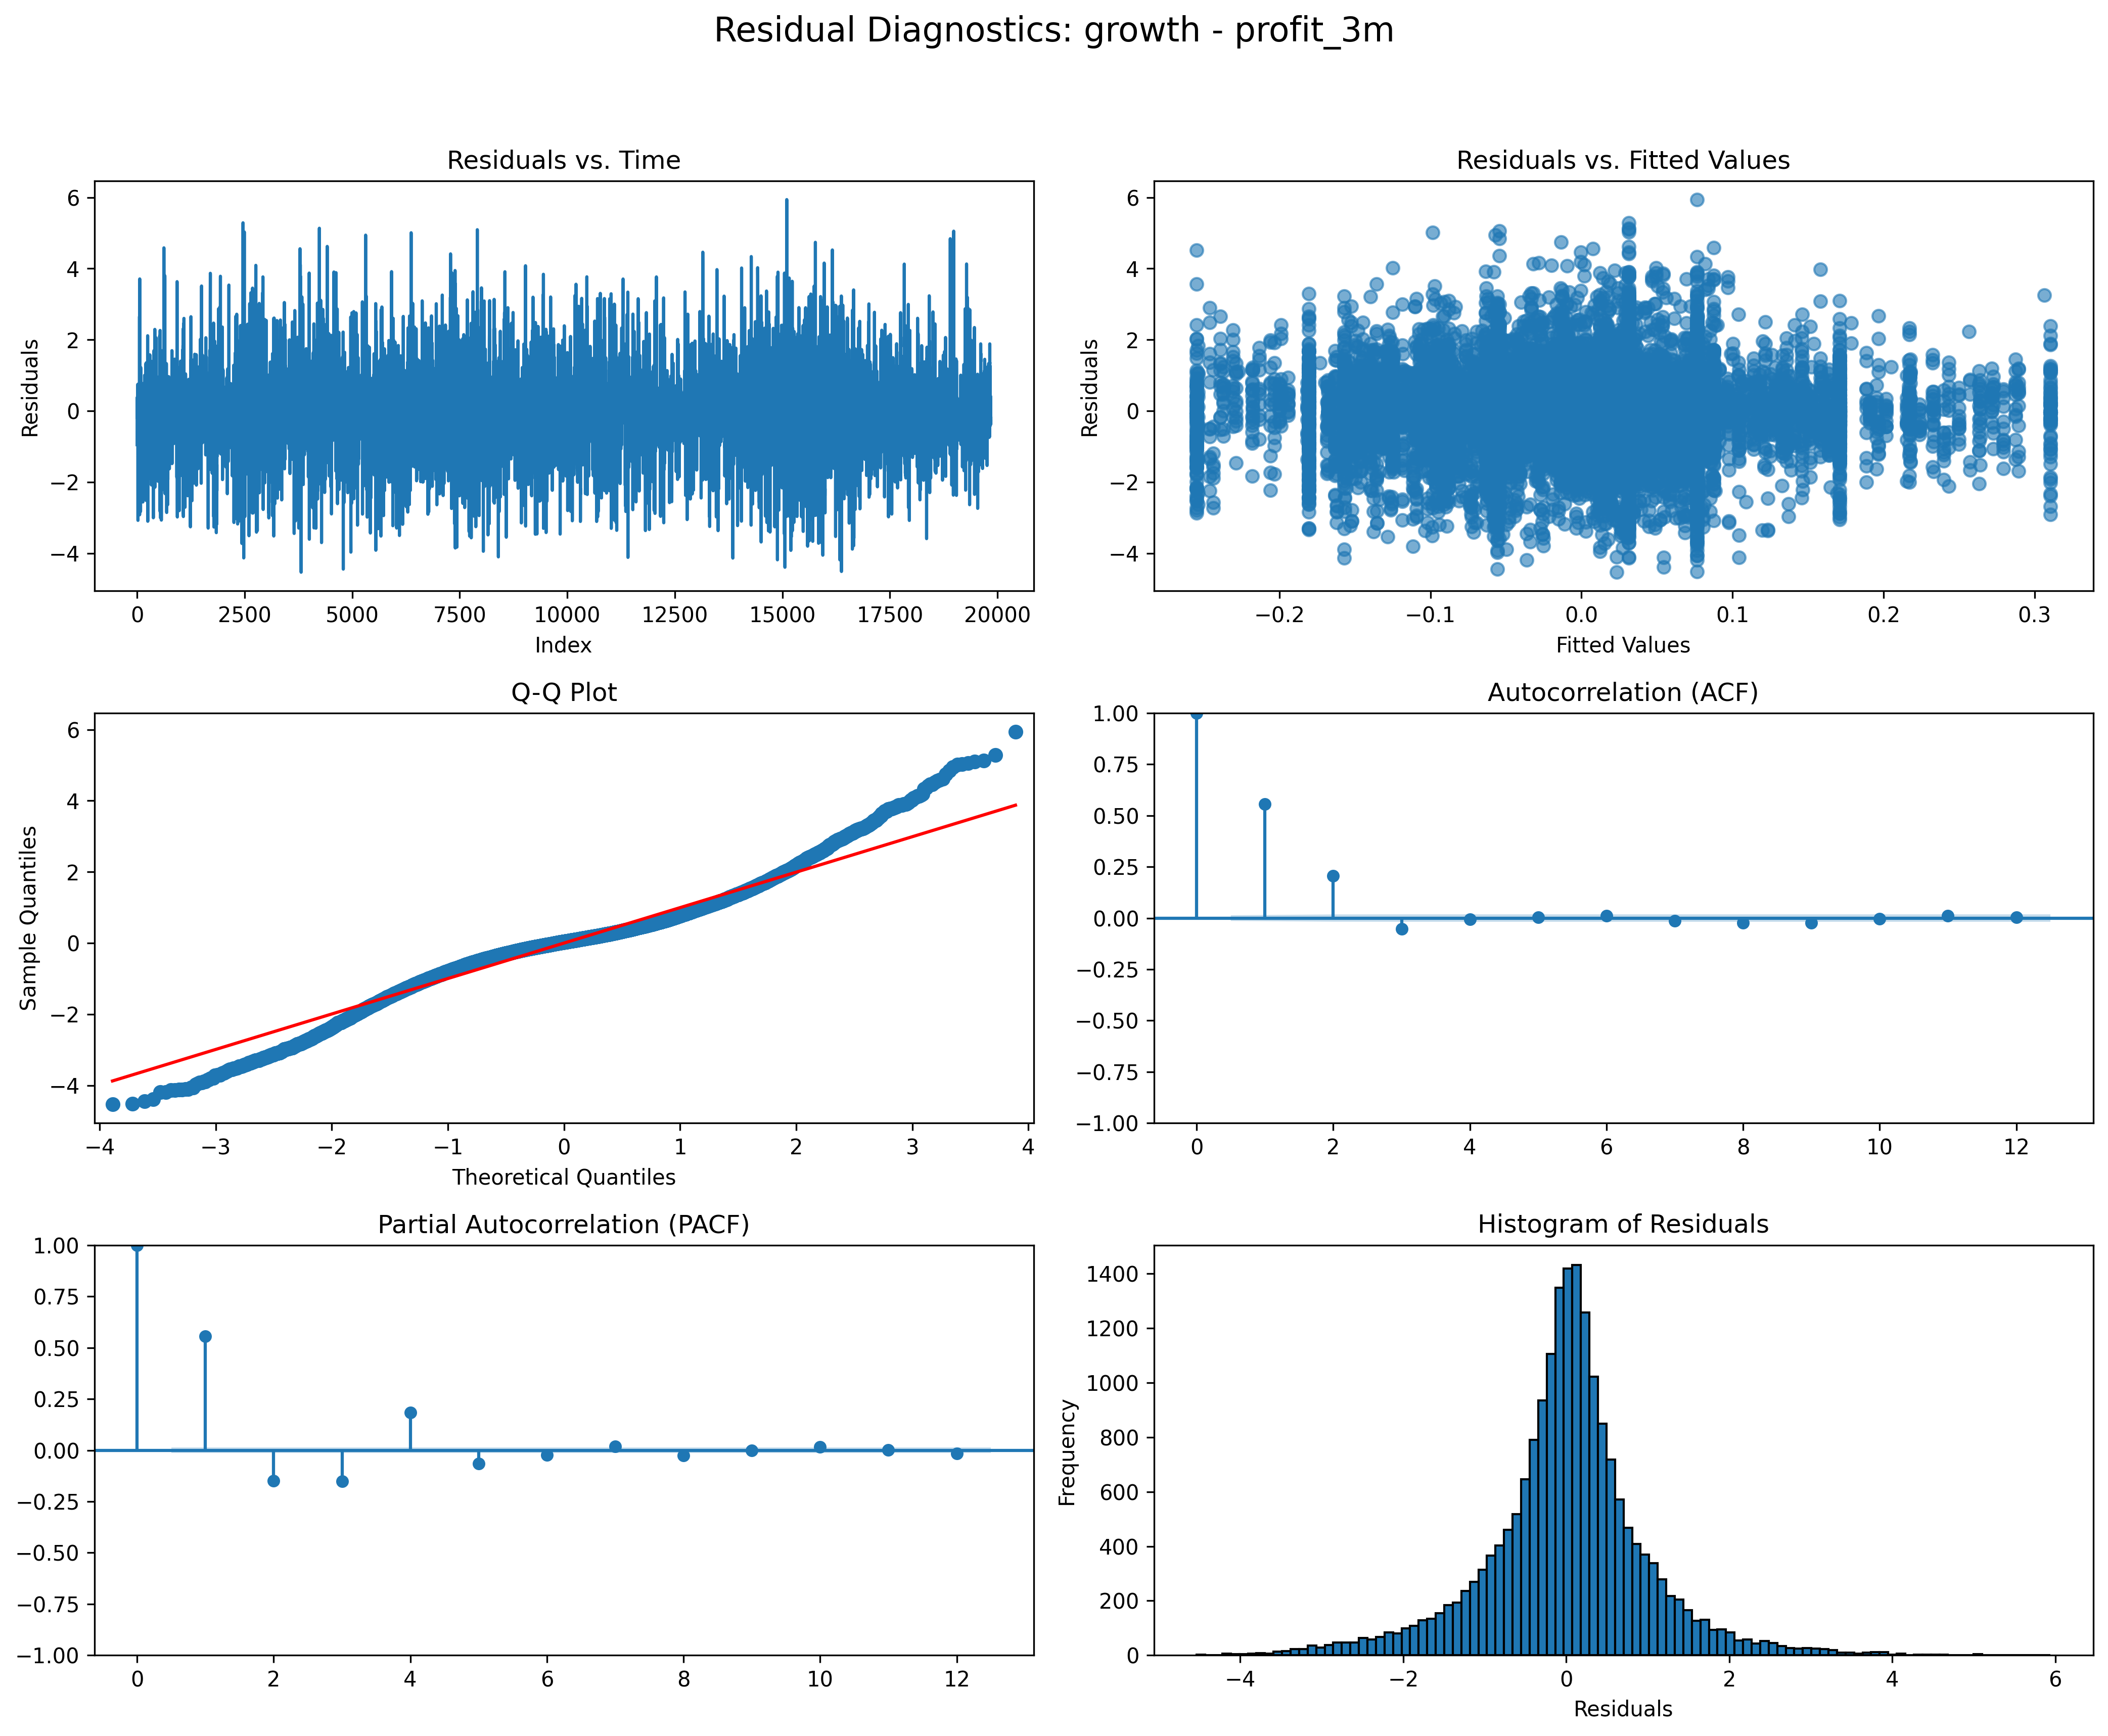 Residual Diagnostics: growth - profit_3m
Residuals vs. Time
Residuals
6
4
2
0
−2
−4
0 2500 5000 7500 10000 12500 15000 17500 20000
Index
Residuals vs. Fitted Values
Residuals
6
4
2
0
−2
−4
−0.2 −0.1 0.0 0.1 0.2 0.3
Fitted Values
Q-Q Plot
Sample Quantiles
6
4
2
0
−2
−4
−4 −3 −2 −1 0 1 2 3 4
Theoretical Quantiles
Autocorrelation (ACF)
1.00
0.75
0.50
0.25
0.00
−0.25
−0.50
−0.75
−1.00
0 2 4 6 8 10 12
Partial Autocorrelation (PACF)
1.00
0.75
0.50
0.25
0.00
−0.25
−0.50
−0.75
−1.00
0 2 4 6 8 10 12
Histogram of Residuals
Frequency
1400
1200
1000
800
600
400
200
0
−4 −2 0 2 4 6
Residuals